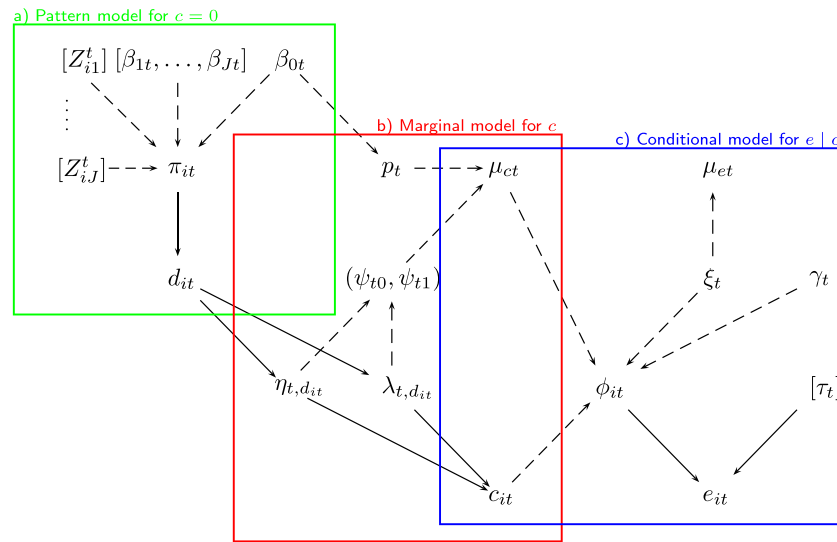 a) Pattern model for c = 0
[Z^t_{i1}] [β_{1t}, …, β_{Jt}] β_{0t}
⋮
b) Marginal model for c
c) Conditional model for e | c
[Z^t_{iJ}] π_{it} p_t μ_{ct} μ_{et}
d_{it} (ψ_{t0}, ψ_{t1}) ξ_t γ_t
η_{t,d_{it}} λ_{t,d_{it}} ϕ_{it} [τ_t]
c_{it} e_{it}